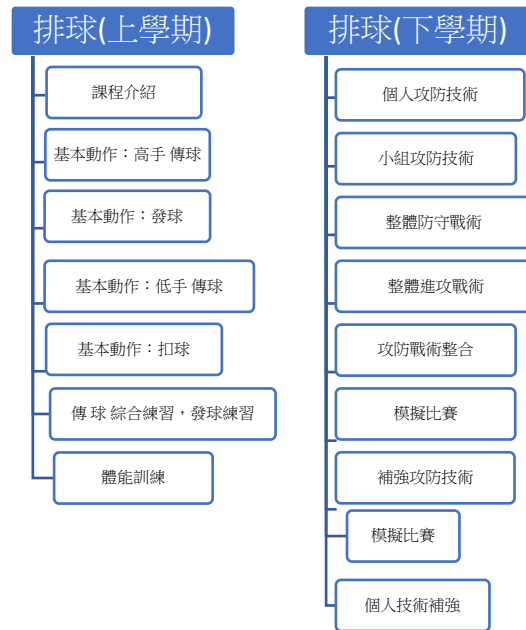 排球(上學期)
課程介紹
基本動作：高手 傳球
基本動作：發球
基本動作：低手 傳球
基本動作：扣球
傳 球 綜合練習，發球練習
體能訓練
排球(下學期)
個人攻防技術
小組攻防技術
整體防守戰術
整體進攻戰術
攻防戰術整合
模擬比賽
補強攻防技術
模擬比賽
個人技術補強